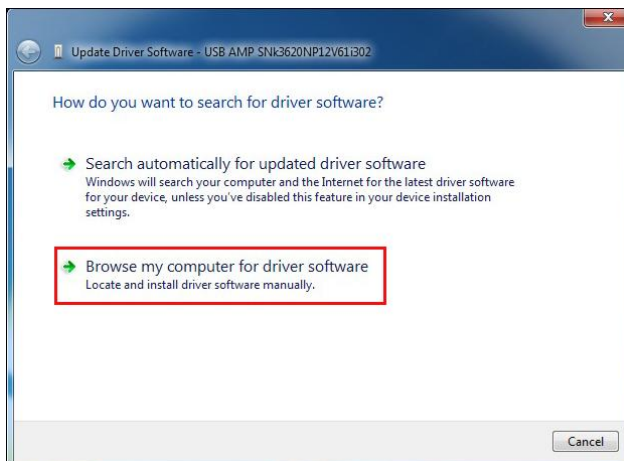 Update Driver Software - USB AMP SNk3620NP12V61i302
How do you want to search for driver software?
Search automatically for updated driver software
Windows will search your computer and the Internet for the latest driver software
for your device, unless you've disabled this feature in your device installation
settings.
Browse my computer for driver software
Locate and install driver software manually.
Cancel